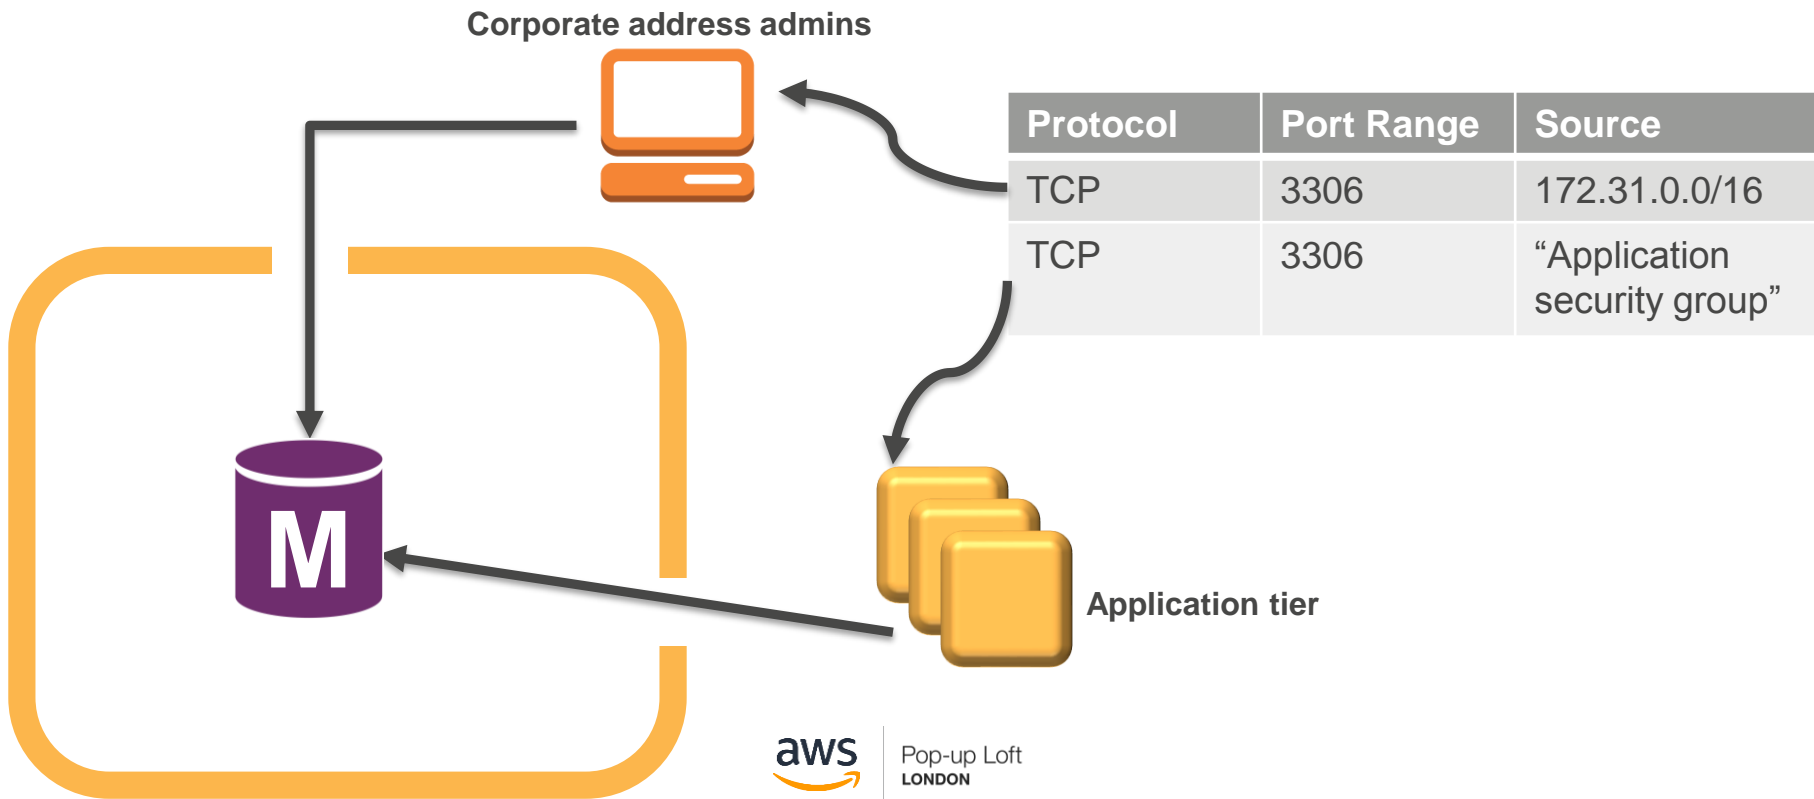 Corporate address admins
Protocol Port Range Source
TCP 3306 172.31.0.0/16
TCP 3306 “Application
security group”
M
Application tier
aws
Pop-up Loft
LONDON